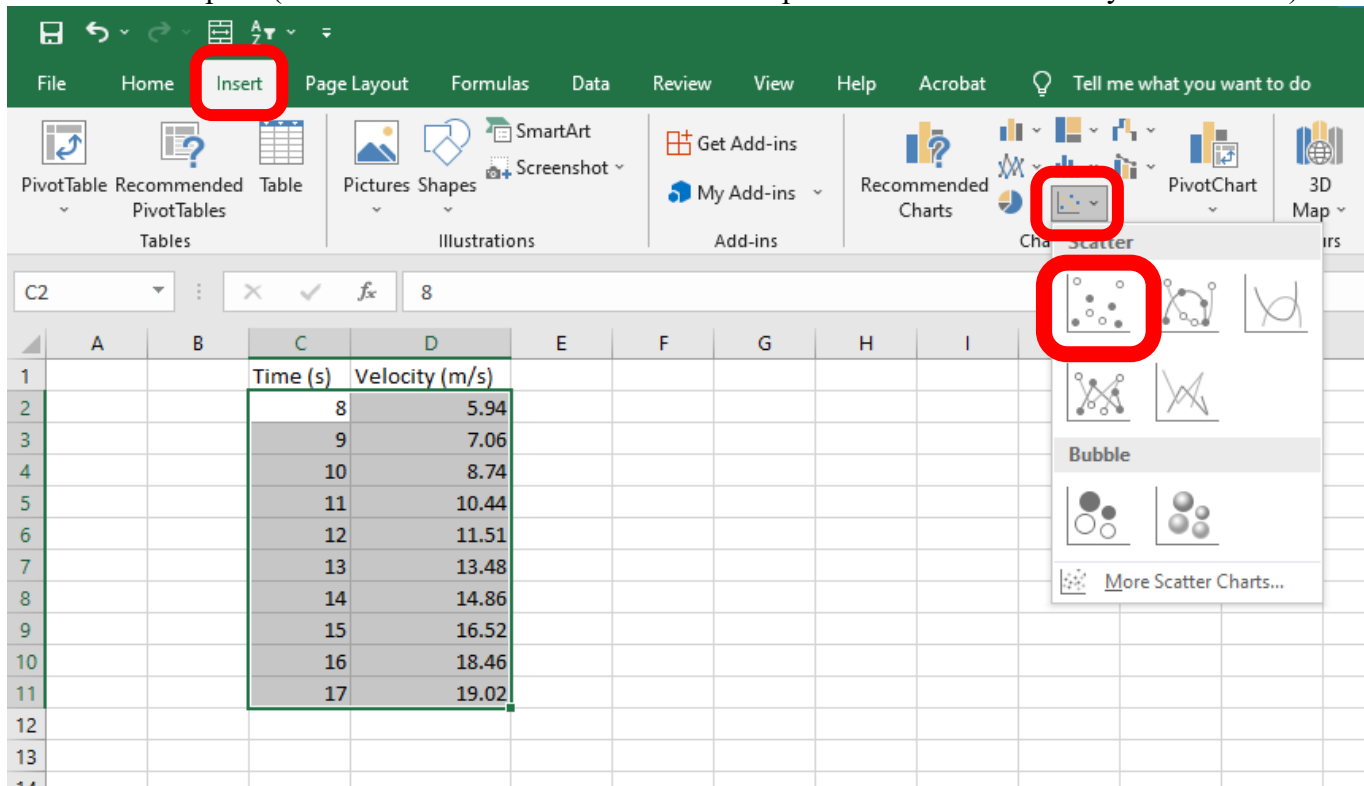 File Home Insert Page Layout Formulas Data Review View Help Acrobat Tell me what you want to do
SmartArt
Screenshot
Get Add-ins
My Add-ins
PivotTable Recommended PivotTables Table Pictures Shapes Recommended Charts PivotChart 3D Map
Tables Illustrations Add-ins
Scatter
C2 fx 8
A B C D E F G H I
1 Time (s) Velocity (m/s)
2 8 5.94
3 9 7.06
4 10 8.74
5 11 10.44
6 12 11.51
7 13 13.48
8 14 14.86
9 15 16.52
10 16 18.46
11 17 19.02
12
13
Bubble
More Scatter Charts...